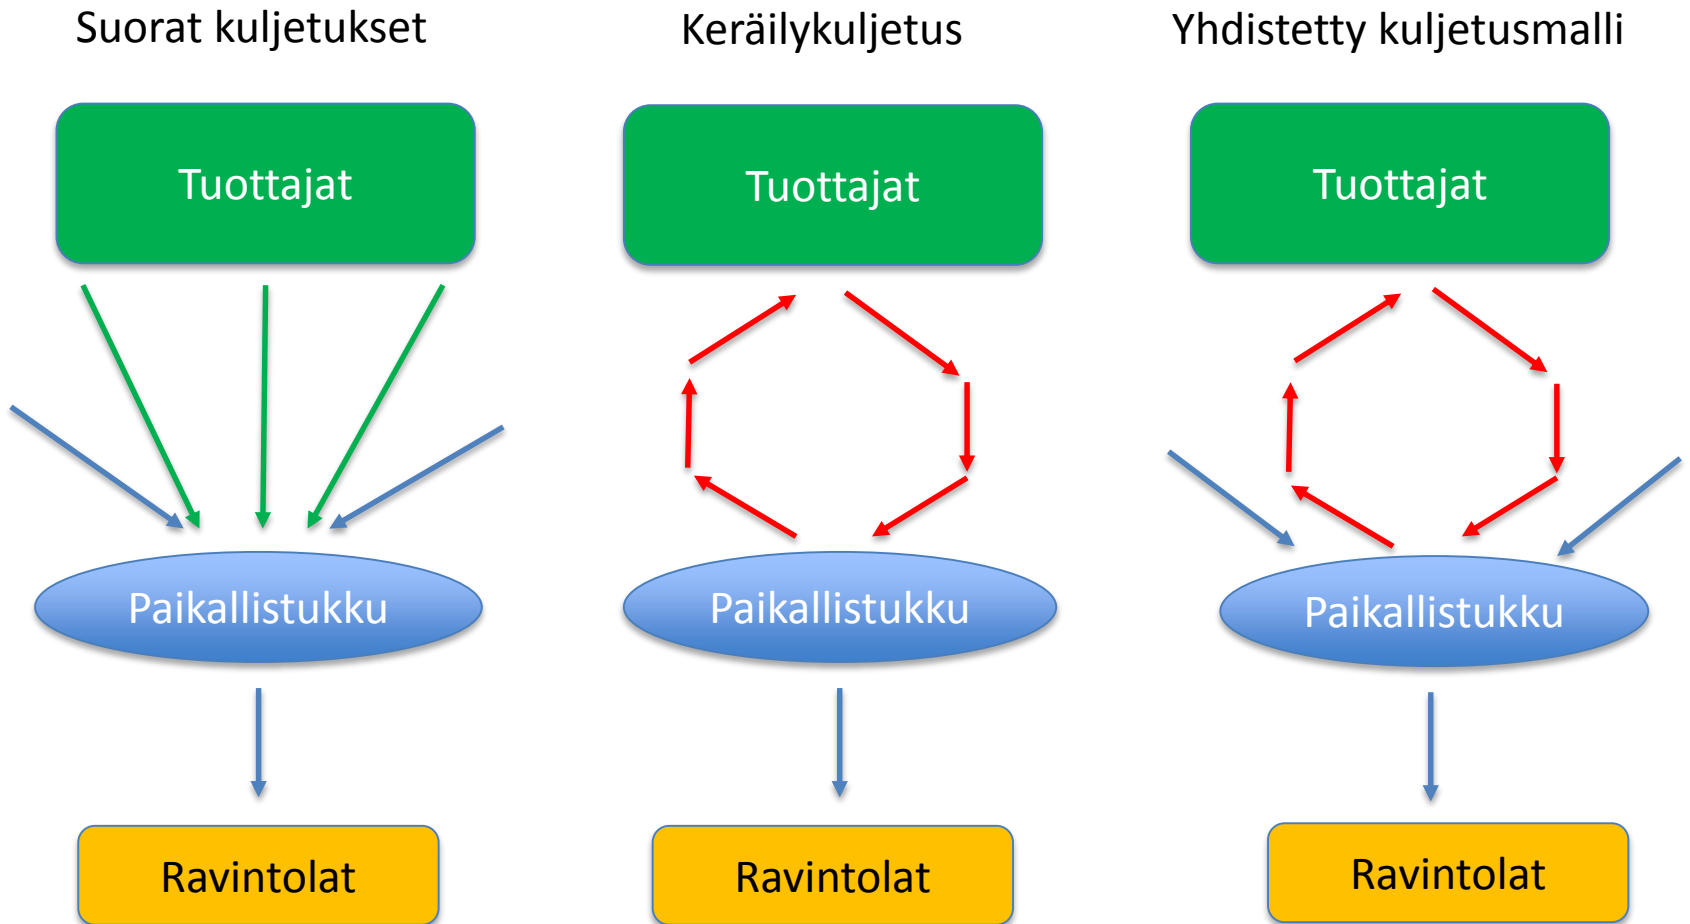 Suorat kuljetukset
Keräilykuljetus
Yhdistetty kuljetusmalli
Tuottajat
Tuottajat
Tuottajat
Paikallistukku
Paikallistukku
Paikallistukku
Ravintolat
Ravintolat
Ravintolat